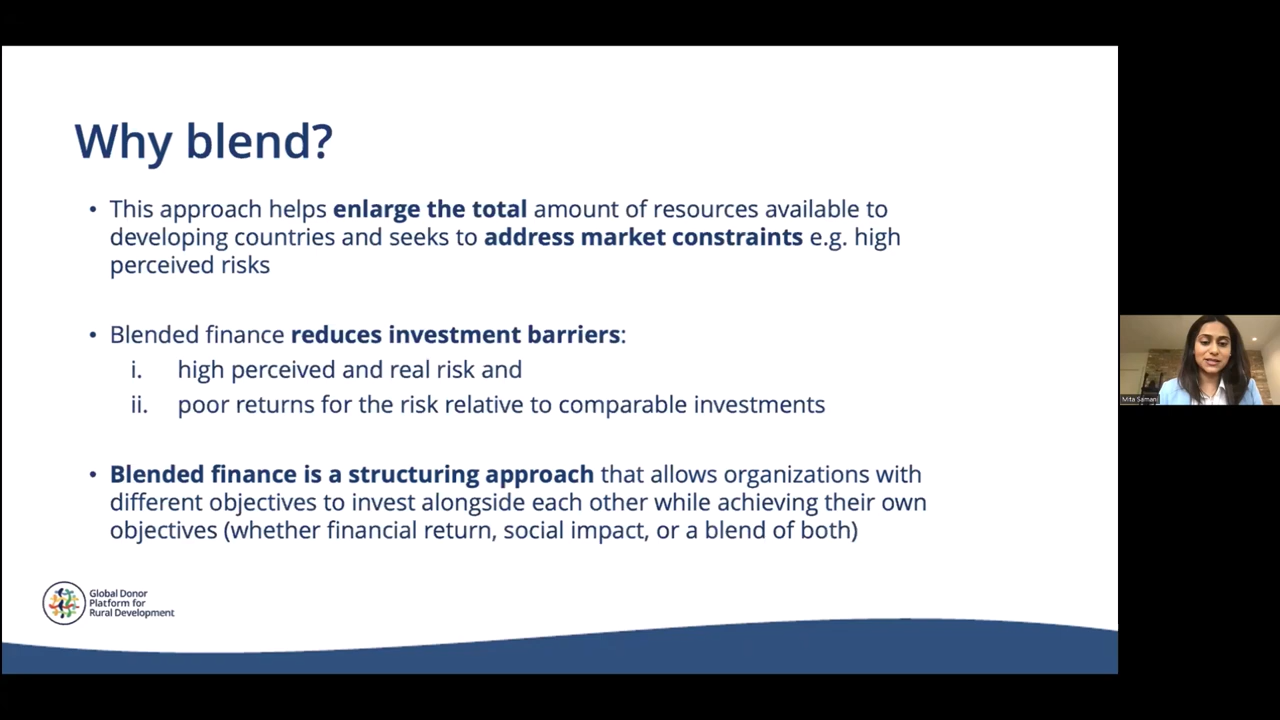 Why blend?
• This approach helps enlarge the total amount of resources available to
developing countries and seeks to address market constraints e.g. high
perceived risks
• Blended finance reduces investment barriers:
i. high perceived and real risk and
ii. poor returns for the risk relative to comparable investments
• Blended finance is a structuring approach that allows organizations with
different objectives to invest alongside each other while achieving their own
objectives (whether financial return, social impact, or a blend of both)
Global Donor
Platform for
Rural Development
Mita Samani